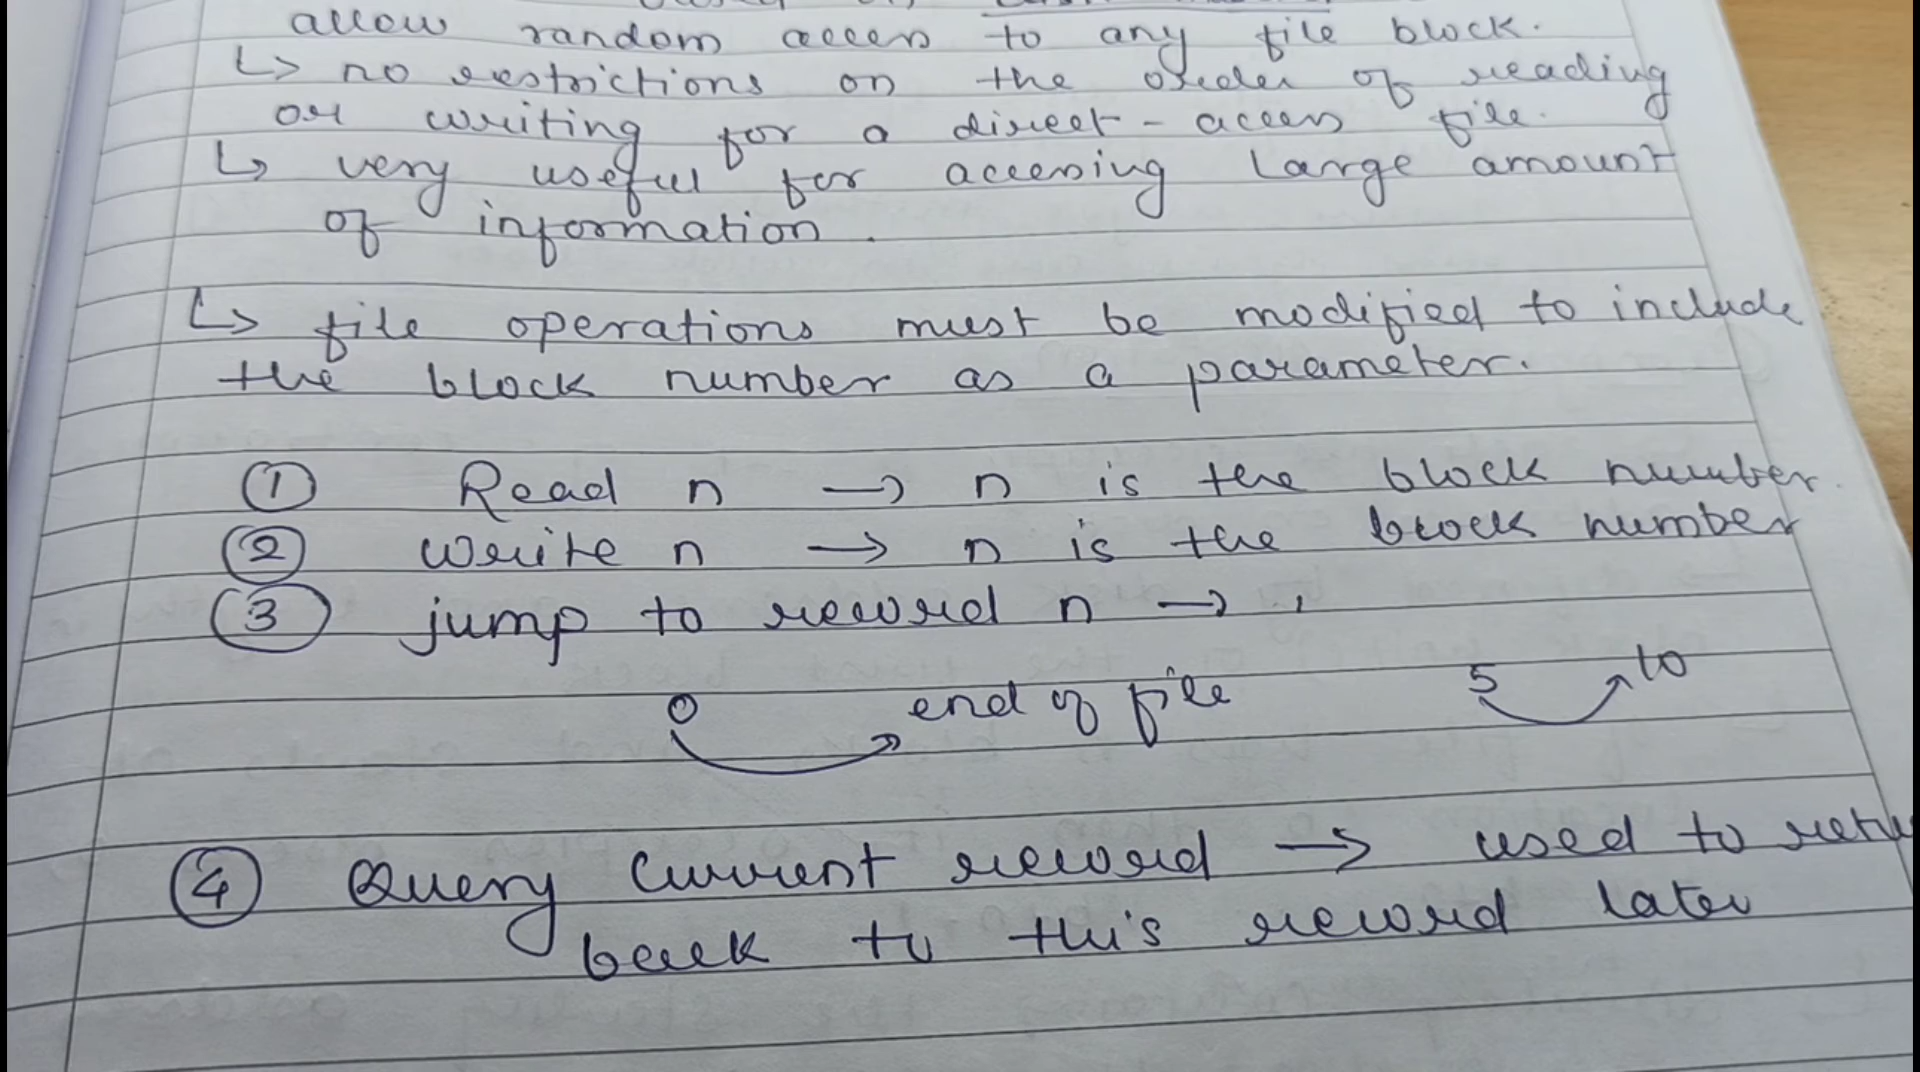 allow random access to any file block.
↳ no restrictions on the order of reading
or writing for a direct-access file.
↳ very useful for accessing large amount
of information.
↳ file operations must be modified to include
the block number as a parameter.
① Read n → n is the block number.
② write n → n is the block number
③ jump to record n →
0 end of file 5 10
④ Query current record → used to retu
back to this record later